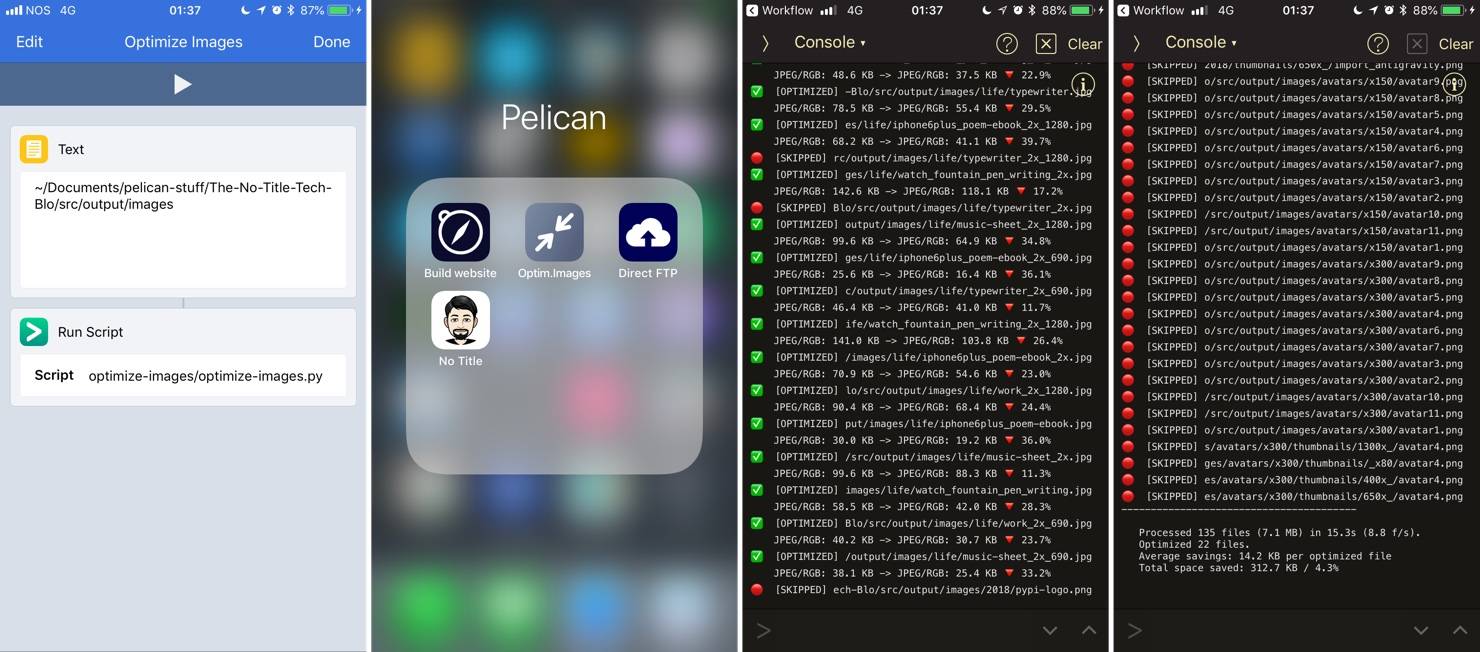 NOS 4G 01:37 87%
Edit Optimize Images Done
Text
~/Documents/pelican-stuff/The-No-Title-Tech-
Blo/src/output/images
Run Script
Script optimize-images/optimize-images.py
Pelican
Build website Optim.Images Direct FTP
No Title
Workflow 4G 01:37 88%
Console ? Clear
JPEG/RGB: 48.6 KB -> JPEG/RGB: 37.5 KB 22.9%
[OPTIMIZED] -Blo/src/output/images/life/typewriter.jpg
JPEG/RGB: 78.5 KB -> JPEG/RGB: 55.4 KB 29.5%
[OPTIMIZED] es/life/iphone6plus_poem-ebook_2x_1280.jpg
JPEG/RGB: 68.2 KB -> JPEG/RGB: 41.1 KB 39.7%
[SKIPPED] rc/output/images/life/typewriter_2x_1280.jpg
[OPTIMIZED] ges/life/watch_fountain_pen_writing_2x.jpg
JPEG/RGB: 142.6 KB -> JPEG/RGB: 118.1 KB 17.2%
[SKIPPED] Blo/src/output/images/life/typewriter_2x.jpg
[OPTIMIZED] output/images/life/music-sheet_2x_1280.jpg
JPEG/RGB: 99.6 KB -> JPEG/RGB: 64.9 KB 34.8%
[OPTIMIZED] ges/life/iphone6plus_poem-ebook_2x_690.jpg
JPEG/RGB: 25.6 KB -> JPEG/RGB: 16.4 KB 36.1%
[OPTIMIZED] c/output/images/life/typewriter_2x_690.jpg
JPEG/RGB: 46.4 KB -> JPEG/RGB: 41.0 KB 11.7%
[OPTIMIZED] ife/watch_fountain_pen_writing_2x_1280.jpg
JPEG/RGB: 141.0 KB -> JPEG/RGB: 103.8 KB 26.4%
[OPTIMIZED] /images/life/iphone6plus_poem-ebook_2x.jpg
JPEG/RGB: 70.9 KB -> JPEG/RGB: 54.6 KB 23.0%
[OPTIMIZED] lo/src/output/images/life/work_2x_1280.jpg
JPEG/RGB: 90.4 KB -> JPEG/RGB: 68.4 KB 24.4%
[OPTIMIZED] put/images/life/iphone6plus_poem-ebook.jpg
JPEG/RGB: 30.0 KB -> JPEG/RGB: 19.2 KB 36.0%
[OPTIMIZED] /src/output/images/life/music-sheet_2x.jpg
JPEG/RGB: 99.6 KB -> JPEG/RGB: 88.3 KB 11.3%
[OPTIMIZED] images/life/watch_fountain_pen_writing.jpg
JPEG/RGB: 58.5 KB -> JPEG/RGB: 42.0 KB 28.3%
[OPTIMIZED] Blo/src/output/images/life/work_2x_690.jpg
JPEG/RGB: 40.2 KB -> JPEG/RGB: 30.7 KB 23.7%
[OPTIMIZED] /output/images/life/music-sheet_2x_690.jpg
JPEG/RGB: 38.1 KB -> JPEG/RGB: 25.4 KB 33.2%
[SKIPPED] ech-Blo/src/output/images/2018/pypi-logo.png
>
Workflow 4G 01:37 88%
Console ? Clear
[SKIPPED] 2018/thumbnails/650x_/import_antigravity.png
[SKIPPED] o/src/output/images/avatars/x150/avatar9.png
[SKIPPED] o/src/output/images/avatars/x150/avatar8.png
[SKIPPED] o/src/output/images/avatars/x150/avatar5.png
[SKIPPED] o/src/output/images/avatars/x150/avatar4.png
[SKIPPED] o/src/output/images/avatars/x150/avatar6.png
[SKIPPED] o/src/output/images/avatars/x150/avatar7.png
[SKIPPED] o/src/output/images/avatars/x150/avatar3.png
[SKIPPED] o/src/output/images/avatars/x150/avatar2.png
[SKIPPED] /src/output/images/avatars/x150/avatar10.png
[SKIPPED] /src/output/images/avatars/x150/avatar11.png
[SKIPPED] o/src/output/images/avatars/x150/avatar1.png
[SKIPPED] o/src/output/images/avatars/x300/avatar9.png
[SKIPPED] o/src/output/images/avatars/x300/avatar8.png
[SKIPPED] o/src/output/images/avatars/x300/avatar5.png
[SKIPPED] o/src/output/images/avatars/x300/avatar4.png
[SKIPPED] o/src/output/images/avatars/x300/avatar6.png
[SKIPPED] o/src/output/images/avatars/x300/avatar7.png
[SKIPPED] o/src/output/images/avatars/x300/avatar3.png
[SKIPPED] o/src/output/images/avatars/x300/avatar2.png
[SKIPPED] /src/output/images/avatars/x300/avatar10.png
[SKIPPED] /src/output/images/avatars/x300/avatar11.png
[SKIPPED] o/src/output/images/avatars/x300/avatar1.png
[SKIPPED] s/avatars/x300/thumbnails/1300x_/avatar4.png
[SKIPPED] ges/avatars/x300/thumbnails/_x80/avatar4.png
[SKIPPED] es/avatars/x300/thumbnails/400x_/avatar4.png
[SKIPPED] es/avatars/x300/thumbnails/650x_/avatar4.png
----------------------------------------
Processed 135 files (7.1 MB) in 15.3s (8.8 f/s).
Optimized 22 files.
Average savings: 14.2 KB per optimized file
Total space saved: 312.7 KB / 4.3%
>